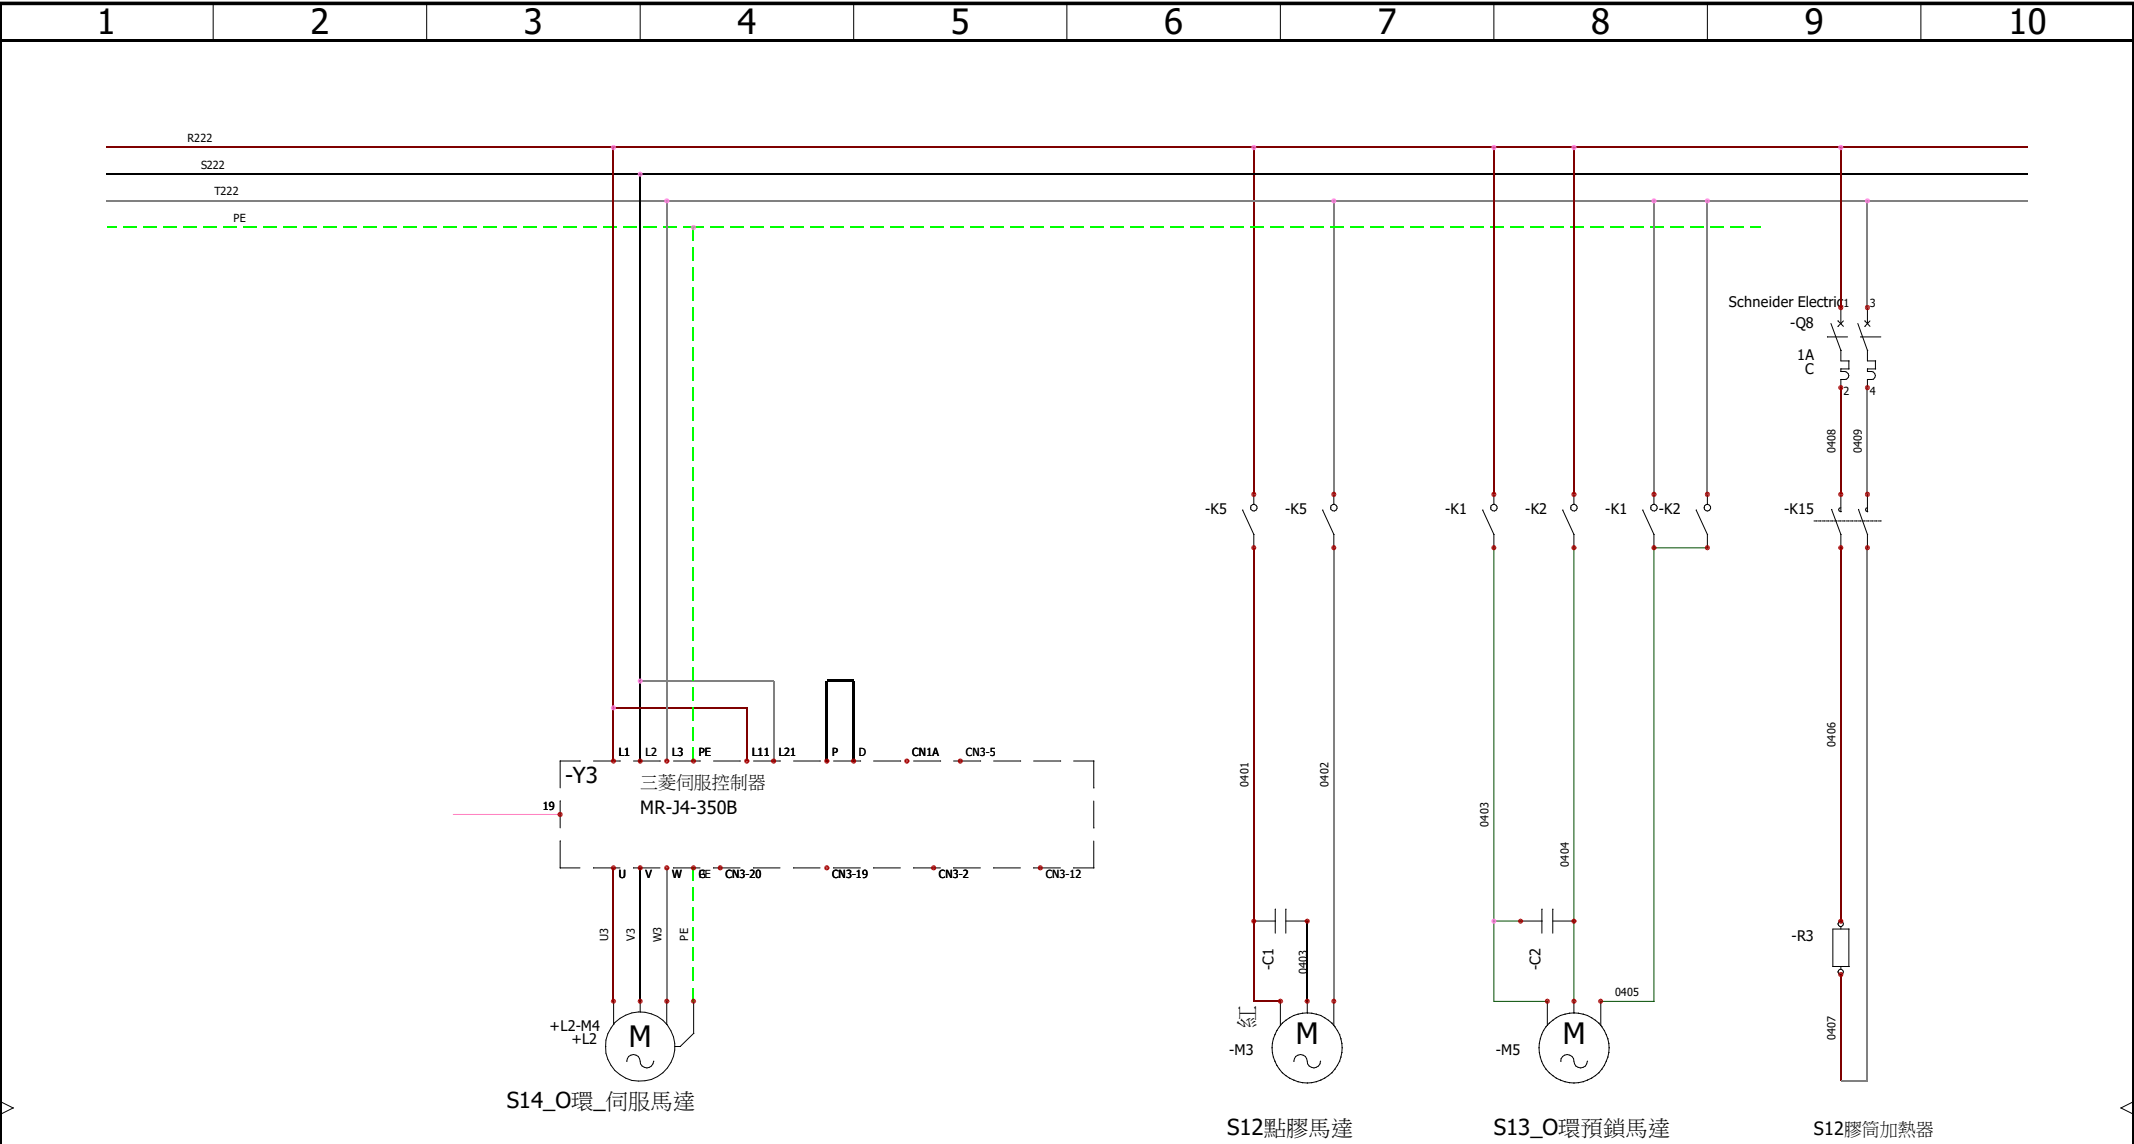 1 2 3 4 5 6 7 8 9 10
R222
S222
T222
PE
Schneider Electric 1 3
-Q8
1A
C
2 4
0408 0409
-K5 -K5 -K1 -K2 -K1 -K2 -K15
L1 L2 L3 PE L11 L21 P D CN1A CN3-5
-Y3 三菱伺服控制器
MR-J4-350B
19
0401 0402 0403 0404 0406
U V W CN3-20 CN3-19 CN3-2 CN3-12
U3 V3 W3 PE
-C1 0403 -C2 -R3
0405
0407
+L2-M4
+L2
M
紅
-M3 M
-M5 M
S14_O環_伺服馬達
S12點膠馬達 S13_O環預鎖馬達 S12膠筒加熱器